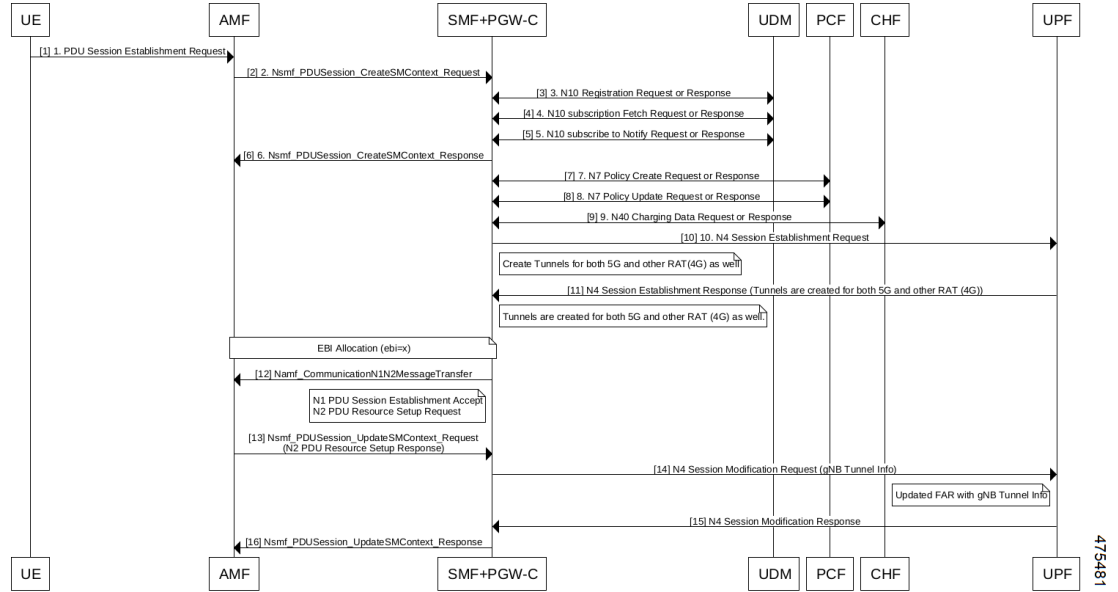 UE
AMF
SMF+PGW-C
UDM
PCF
CHF
UPF
[1] 1. PDU Session Establishment Request
[2] 2. Nsmf_PDUSession_CreateSMContext_Request
[3] 3. N10 Registration Request or Response
[4] 4. N10 subscription Fetch Request or Response
[5] 5. N10 subscribe to Notify Request or Response
[6] 6. Nsmf_PDUSession_CreateSMContext_Response
[7] 7. N7 Policy Create Request or Response
[8] 8. N7 Policy Update Request or Response
[9] 9. N40 Charging Data Request or Response
[10] 10. N4 Session Establishment Request
Create Tunnels for both 5G and other RAT(4G) as well
[11] N4 Session Establishment Response (Tunnels are created for both 5G and other RAT (4G))
Tunnels are created for both 5G and other RAT (4G) as well.
EBI Allocation (ebi=x)
[12] Namf_CommunicationN1N2MessageTransfer
N1 PDU Session Establishment Accept
N2 PDU Resource Setup Request
[13] Nsmf_PDUSession_UpdateSMContext_Request
(N2 PDU Resource Setup Response)
[14] N4 Session Modification Request (gNB Tunnel Info)
Updated FAR with gNB Tunnel Info
[15] N4 Session Modification Response
[16] Nsmf_PDUSession_UpdateSMContext_Response
UE
AMF
SMF+PGW-C
UDM
PCF
CHF
UPF
475481